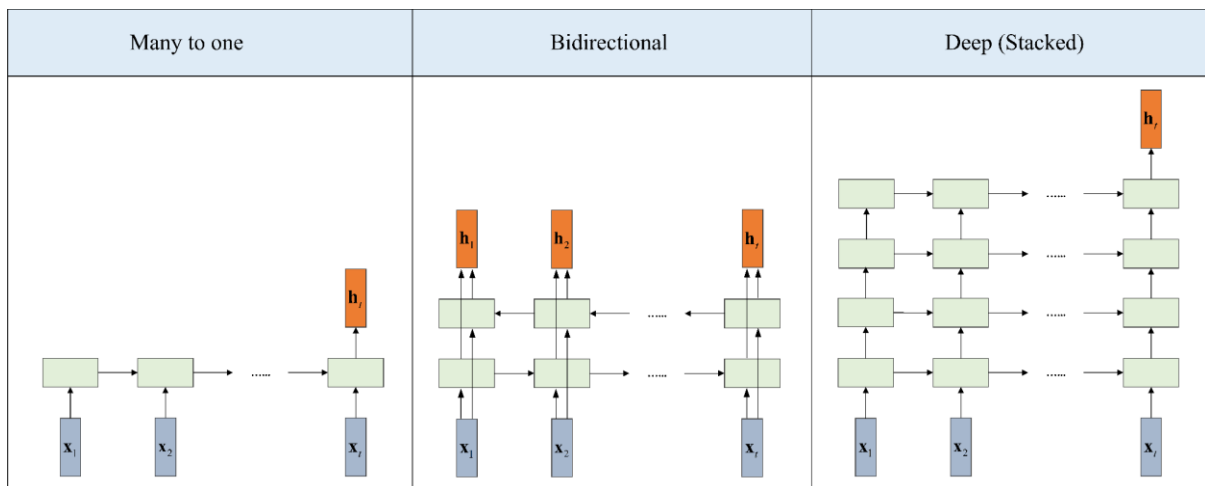 Many to one
Bidirectional
Deep (Stacked)
h_t
x_1
x_2
......
x_t
h_1
h_2
h_t
......
......
x_1
x_2
x_t
h_t
......
......
......
......
x_1
x_2
x_t